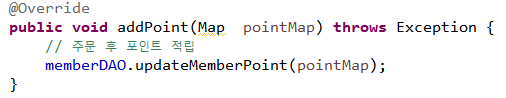 @Override
public void addPoint(Map  pointMap) throws Exception {
    // 주문 후 포인트 적립
    memberDAO.updateMemberPoint(pointMap);
}